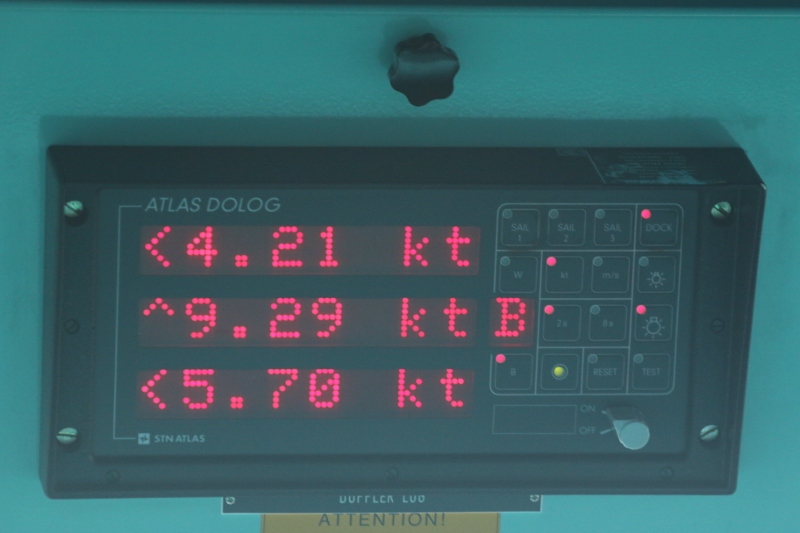 ATLAS DOLOG
<4.21 kt
^9.29 kt B
<5.70 kt
SAIL 1
SAIL 2
SAIL 3
DOCK
W
kt
m/s
2x
8x
B
RESET
TEST
ON
OFF
STN ATLAS
DOPPLER LOG
ATTENTION!